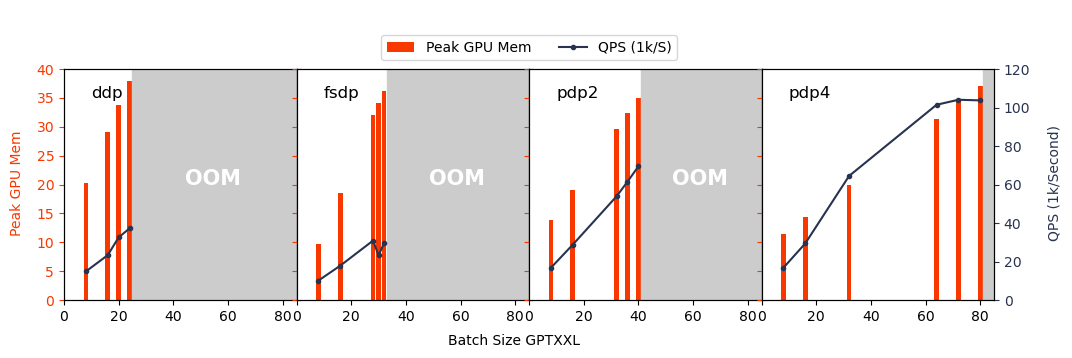 Peak GPU Mem QPS (1k/S)
40 120
35 100
30 80
25 60
20 40
15 20
10 0
5
0
Peak GPU Mem
QPS (1k/Second)
ddp fsdp pdp2 pdp4
OOM OOM OOM
0 20 40 60 80 0 20 40 60 80 0 20 40 60 80 0 20 40 60 80
Batch Size GPTXXL